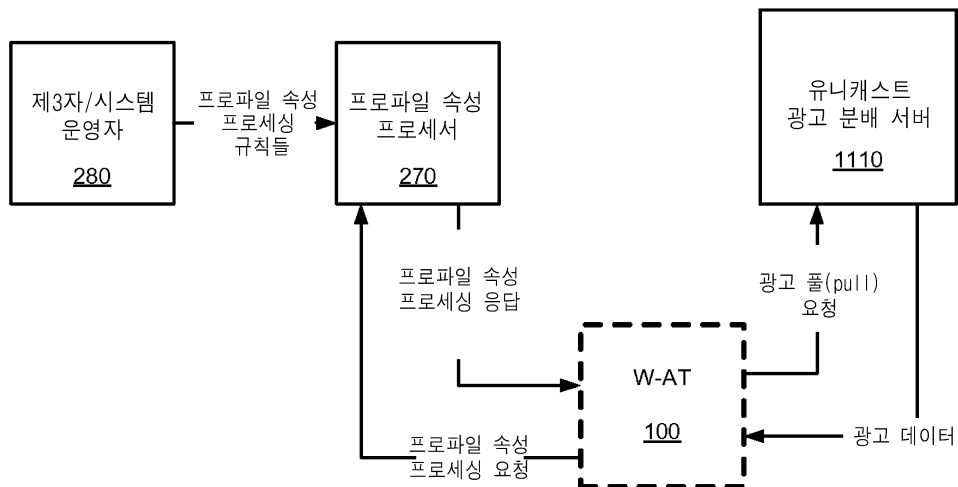 제3자/시스템
운영자
280
프로파일 속성
프로세싱
규칙들
프로파일 속성
프로세서
270
유니캐스트
광고 분배 서버
1110
프로파일 속성
프로세싱 응답
광고 풀(pull)
요청
W-AT
100
프로파일 속성
프로세싱 요청
광고 데이터